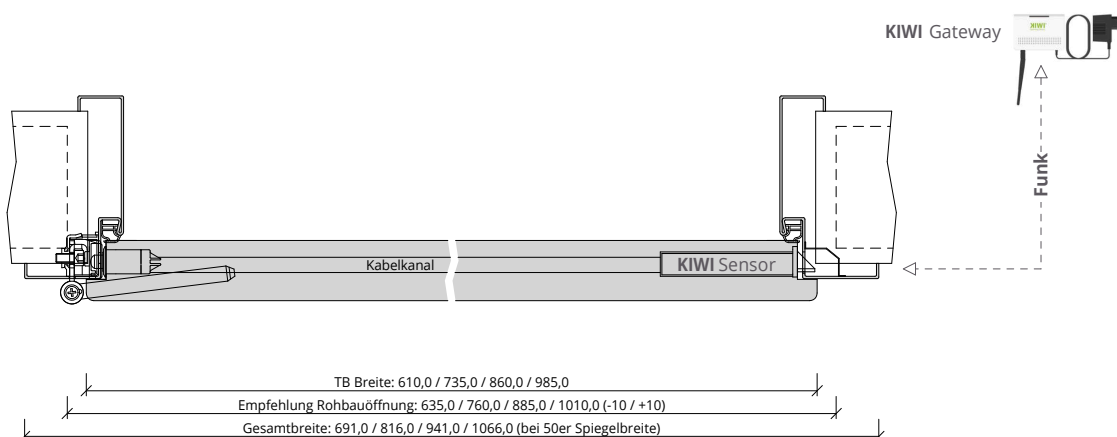 KIWI Gateway
KIWI
Funk
Kabelkanal
KIWI Sensor
TB Breite: 610,0 / 735,0 / 860,0 / 985,0
Empfehlung Rohbauöffnung: 635,0 / 760,0 / 885,0 / 1010,0 (-10 / +10)
Gesamtbreite: 691,0 / 816,0 / 941,0 / 1066,0 (bei 50er Spiegelbreite)